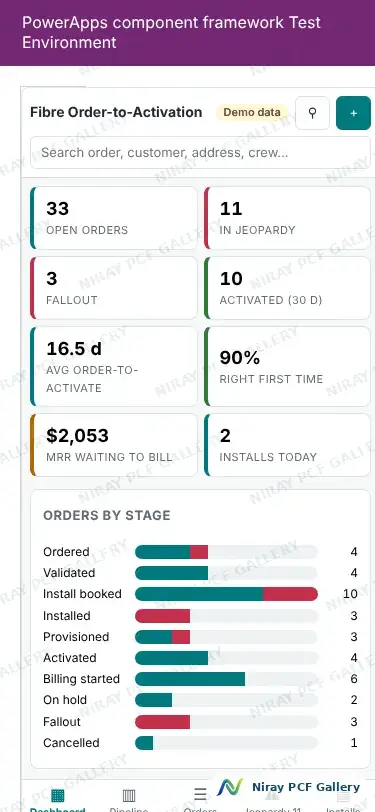 PowerApps component framework Test
Environment
Fibre Order-to-Activation
Demo data
+
Search order, customer, address, crew...
33
OPEN ORDERS
11
IN JEOPARDY
3
FALLOUT
10
ACTIVATED (30 D)
16.5 d
AVG ORDER-TO-
ACTIVATE
90%
RIGHT FIRST TIME
$2,053
MRR WAITING TO BILL
2
INSTALLS TODAY
ORDERS BY STAGE
Ordered 4
Validated 4
Install booked 10
Installed 3
Provisioned 3
Activated 4
Billing started 6
On hold 2
Fallout 3
Cancelled 1
Dashboard Pipeline Orders Jeopardy 11 Installs
Niray PCF Gallery
NIRAY PCF GALLERY